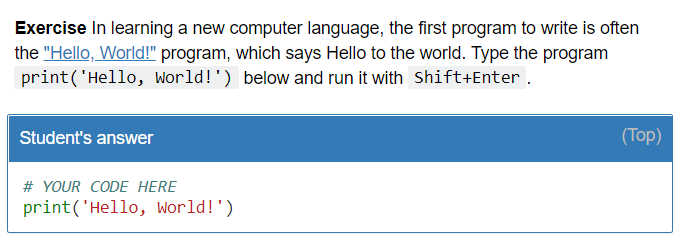 Exercise In learning a new computer language, the first program to write is often
the "Hello, World!" program, which says Hello to the world. Type the program
print('Hello, World!') below and run it with Shift+Enter .
Student's answer (Top)
# YOUR CODE HERE
print('Hello, World!')